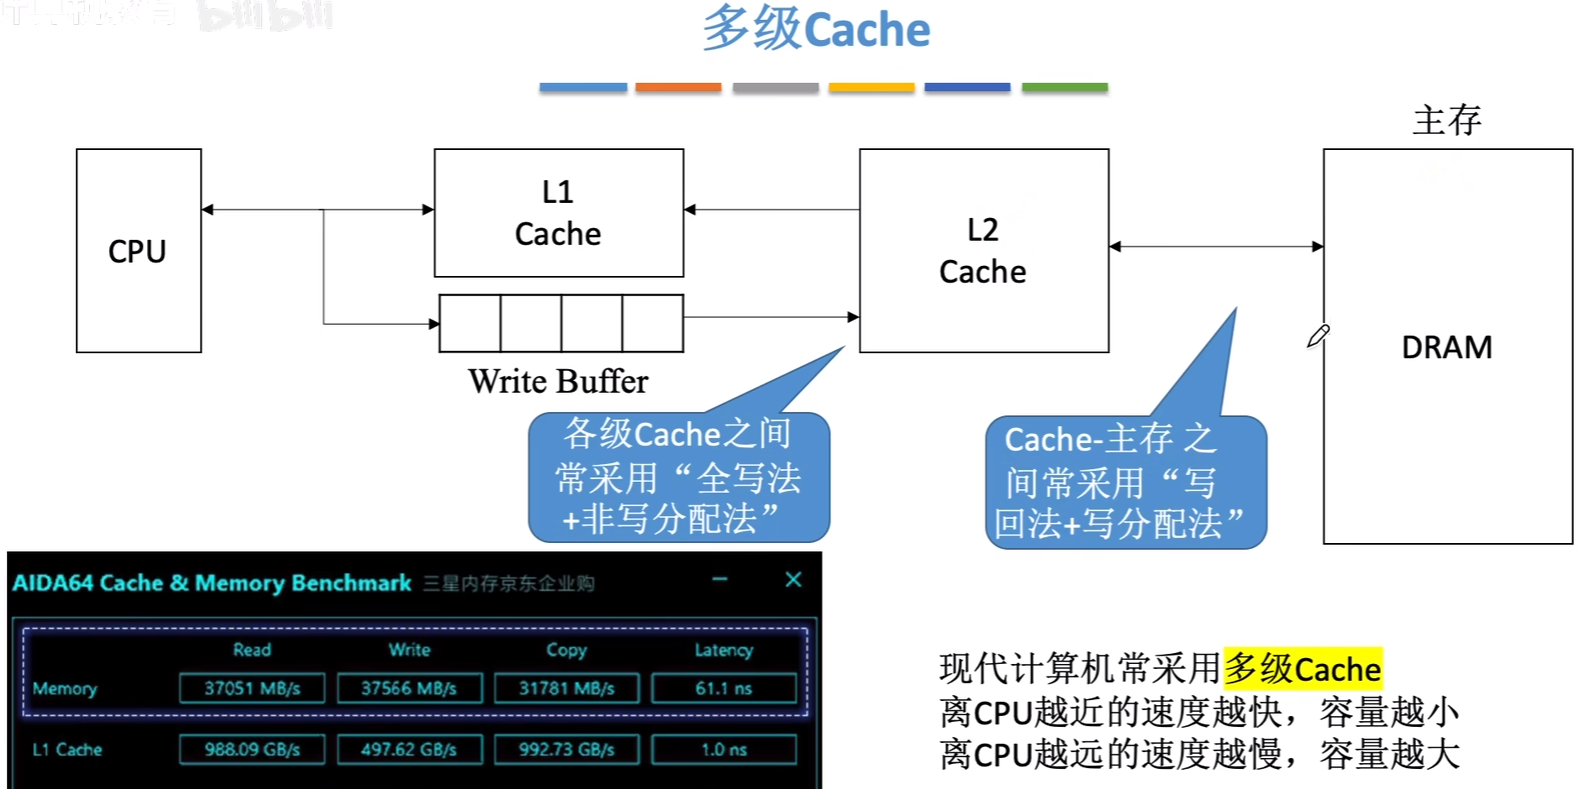 bilibili
多级Cache
主存
CPU
L1
Cache
L2
Cache
DRAM
Write Buffer
各级Cache之间
常采用“全写法
+非写分配法”
Cache-主存 之
间常采用“写
回法+写分配法”
AIDA64 Cache & Memory Benchmark 三星内存京东企业购
Read Write Copy Latency
Memory 37051 MB/s 37566 MB/s 31781 MB/s 61.1 ns
L1 Cache 988.09 GB/s 497.62 GB/s 992.73 GB/s 1.0 ns
现代计算机常采用多级Cache
离CPU越近的速度越快，容量越小
离CPU越远的速度越慢，容量越大